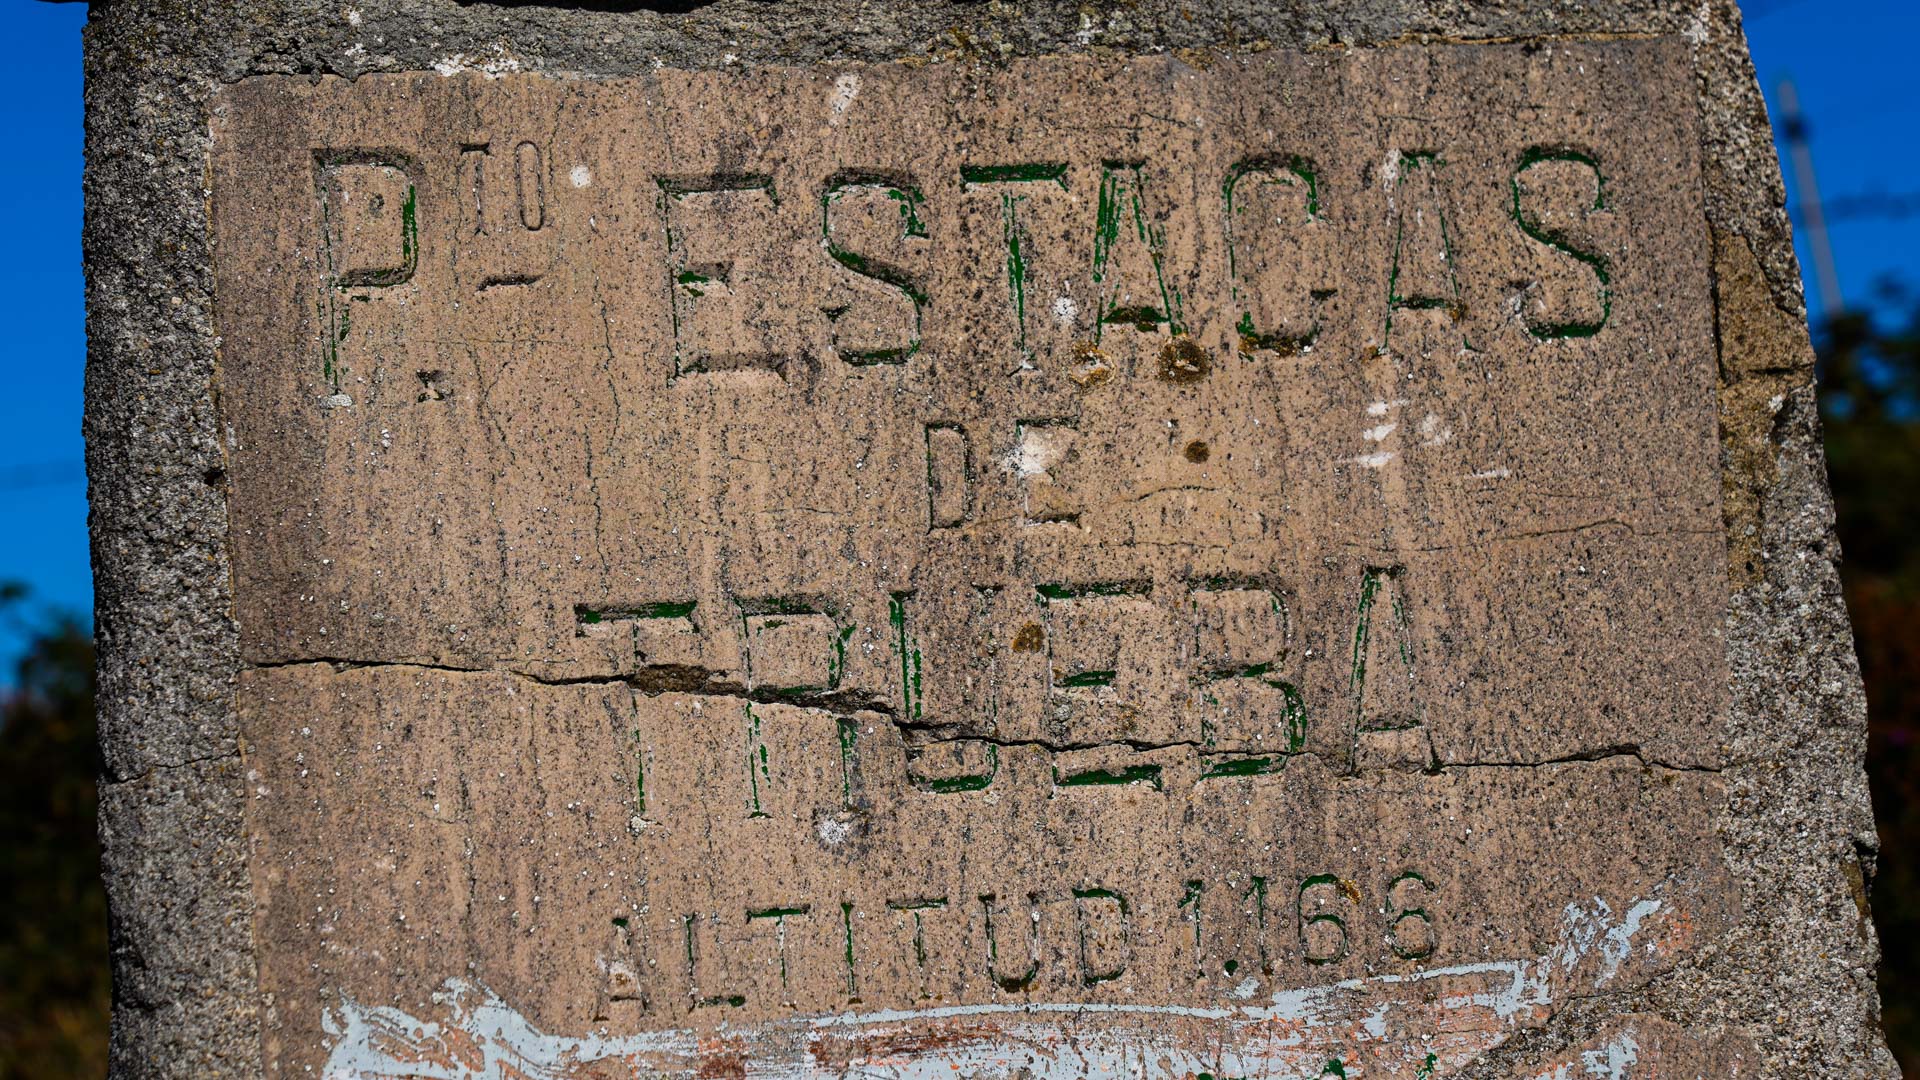 P.TO ESTACAS
DE
TRUEBA
ALTITUD 1.166